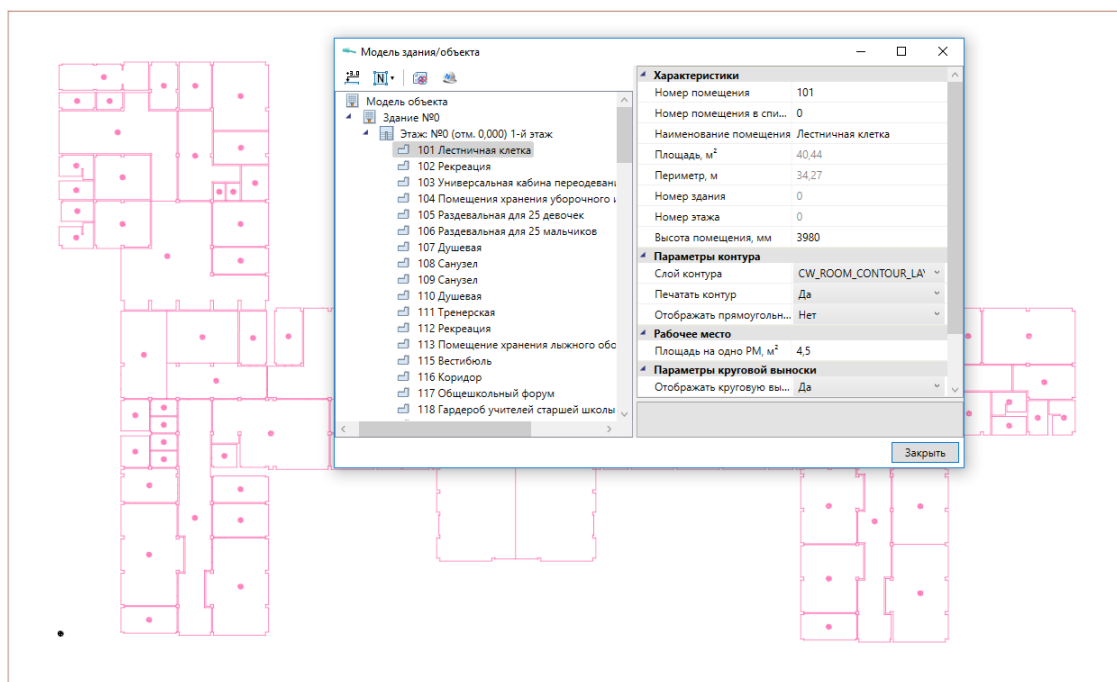 Модель здания/объекта
Модель объекта
Здание №0
Этаж: №0 (отм. 0,000) 1-й этаж
101 Лестничная клетка
102 Рекреация
103 Универсальная кабина переодевани
104 Помещения хранения уборочного и
105 Раздевальная для 25 девочек
106 Раздевальная для 25 мальчиков
107 Душевая
108 Санузел
109 Санузел
110 Душевая
111 Тренерская
112 Рекреация
113 Помещение хранения лыжного обо
115 Вестибюль
116 Коридор
117 Общешкольный форум
118 Гардероб учителей старшей школы
Характеристики
Номер помещения 101
Номер помещения в спи... 0
Наименование помещения Лестничная клетка
Площадь, м² 40,44
Периметр, м 34,27
Номер здания 0
Номер этажа 0
Высота помещения, мм 3980
Параметры контура
Слой контура CW_ROOM_CONTOUR_LAY
Печатать контур Да
Отображать прямоугольн... Нет
Рабочее место
Площадь на одно РМ, м² 4,5
Параметры круговой выноски
Отображать круговую вы... Да
Закрыть